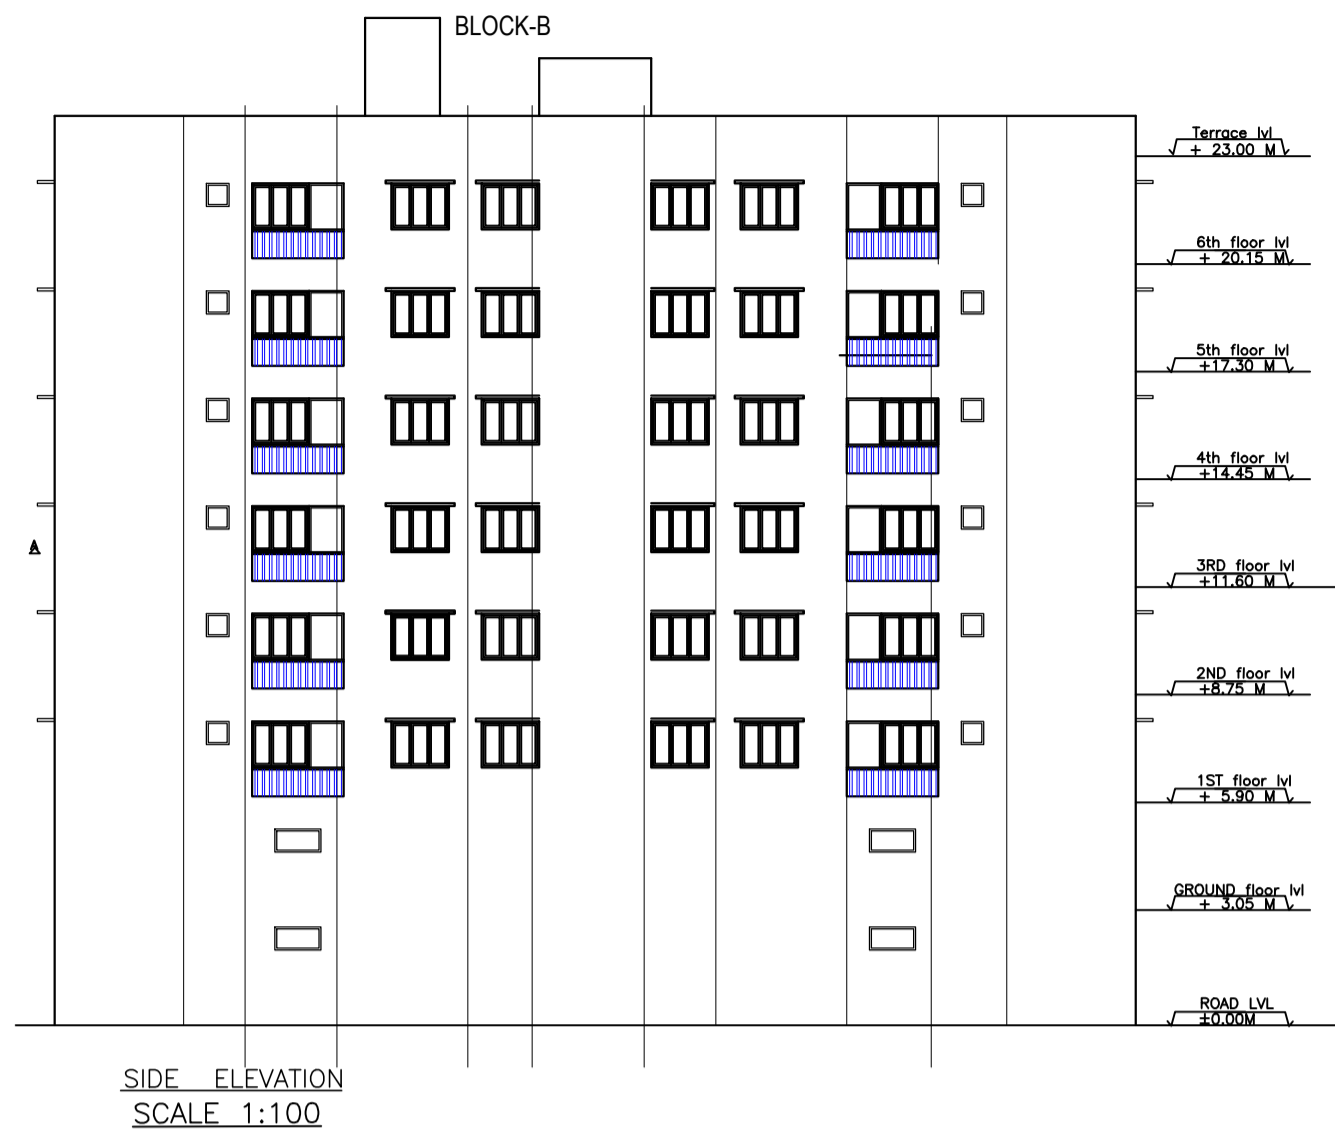 BLOCK-B
Terrace lvl
+ 23.00 M
6th floor lvl
+ 20.15 M
5th floor lvl
+17.30 M
4th floor lvl
+14.45 M
A
3RD floor lvl
+11.60 M
2ND floor lvl
+8.75 M
1ST floor lvl
+ 5.90 M
GROUND floor lvl
+ 3.05 M
ROAD LVL
±0.00M
SIDE ELEVATION
SCALE 1:100